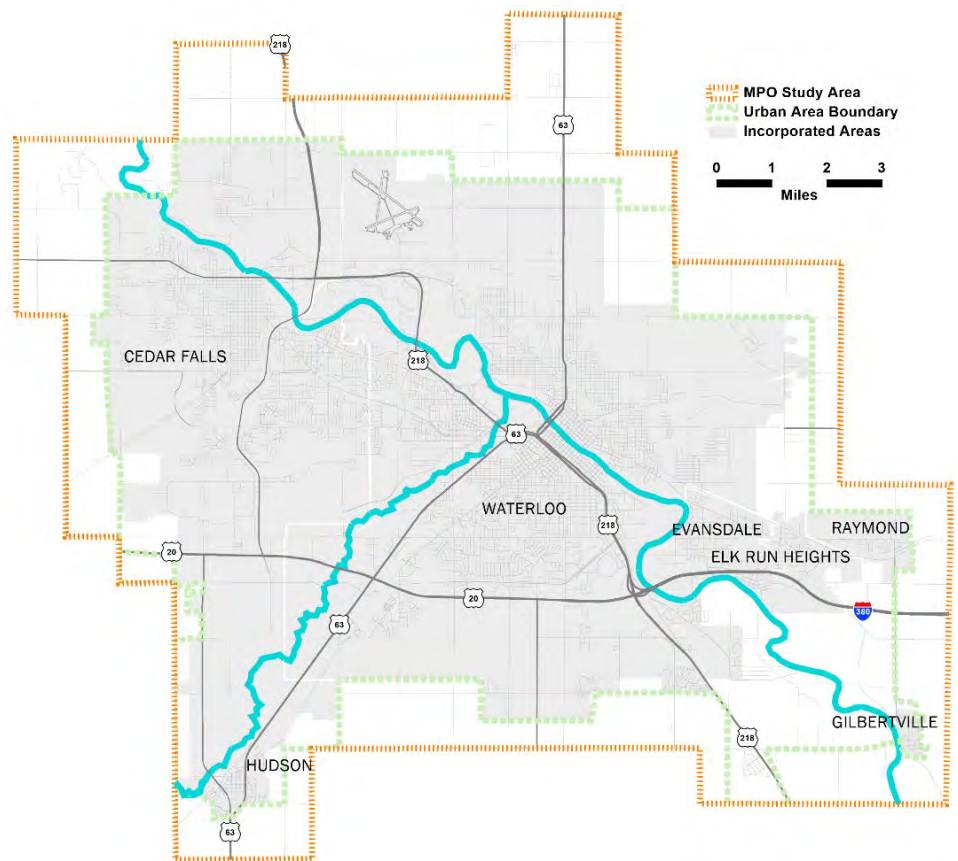 218
MPO Study Area
Urban Area Boundary
Incorporated Areas
63
0 1 2 3
Miles
CEDAR FALLS
218
63
WATERLOO
218
EVANSDALE
RAYMOND
ELK RUN HEIGHTS
20
20
380
63
GILBERTVILLE
218
HUDSON
63